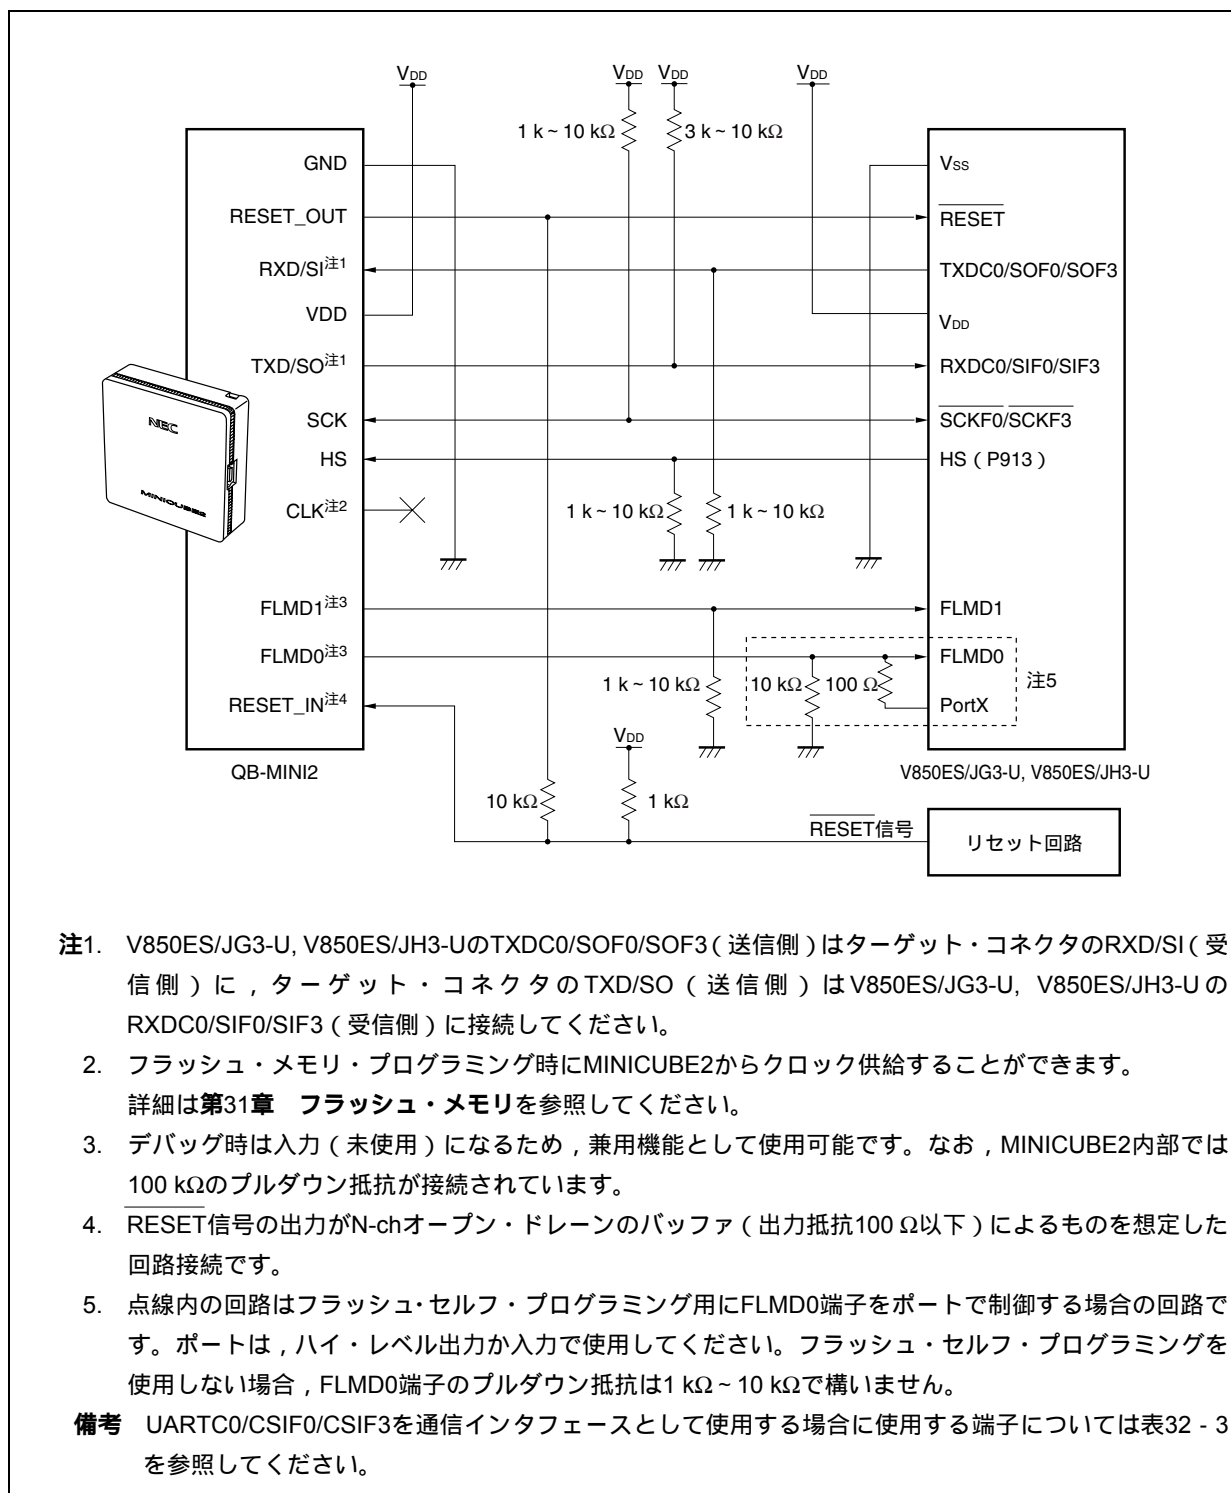 VDD VDD VDD VDD
1 k ~ 10 kΩ 3 k ~ 10 kΩ
GND VSS
RESET_OUT RESET
RXD/SI注1 TXDC0/SOF0/SOF3
VDD VDD
TXD/SO注1 RXDC0/SIF0/SIF3
NEC
SCK SCKF0/SCKF3
HS HS（P913）
MINICUBE2
CLK注2 1 k ~ 10 kΩ 1 k ~ 10 kΩ
FLMD1注3 FLMD1
FLMD0注3 FLMD0
1 k ~ 10 kΩ 10 kΩ 100 Ω 注5
RESET_IN注4 PortX
VDD
QB-MINI2 V850ES/JG3-U, V850ES/JH3-U
10 kΩ 1 kΩ
RESET信号 リセット回路
注1. V850ES/JG3-U, V850ES/JH3-UのTXDC0/SOF0/SOF3（送信側）はターゲット・コネクタのRXD/SI（受
信側）に，ターゲット・コネクタのTXD/SO（送信側）はV850ES/JG3-U, V850ES/JH3-Uの
RXDC0/SIF0/SIF3（受信側）に接続してください。
2. フラッシュ・メモリ・プログラミング時にMINICUBE2からクロック供給することができます。
詳細は第31章　フラッシュ・メモリを参照してください。
3. デバッグ時は入力（未使用）になるため，兼用機能として使用可能です。なお，MINICUBE2内部では
100 kΩのプルダウン抵抗が接続されています。
4. RESET信号の出力がN-chオープン・ドレーンのバッファ（出力抵抗100 Ω以下）によるものを想定した
回路接続です。
5. 点線内の回路はフラッシュ・セルフ・プログラミング用にFLMD0端子をポートで制御する場合の回路で
す。ポートは，ハイ・レベル出力か入力で使用してください。フラッシュ・セルフ・プログラミングを
使用しない場合，FLMD0端子のプルダウン抵抗は1 kΩ ~ 10 kΩで構いません。
備考　UARTC0/CSIF0/CSIF3を通信インタフェースとして使用する場合に使用する端子については表32 - 3
を参照してください。